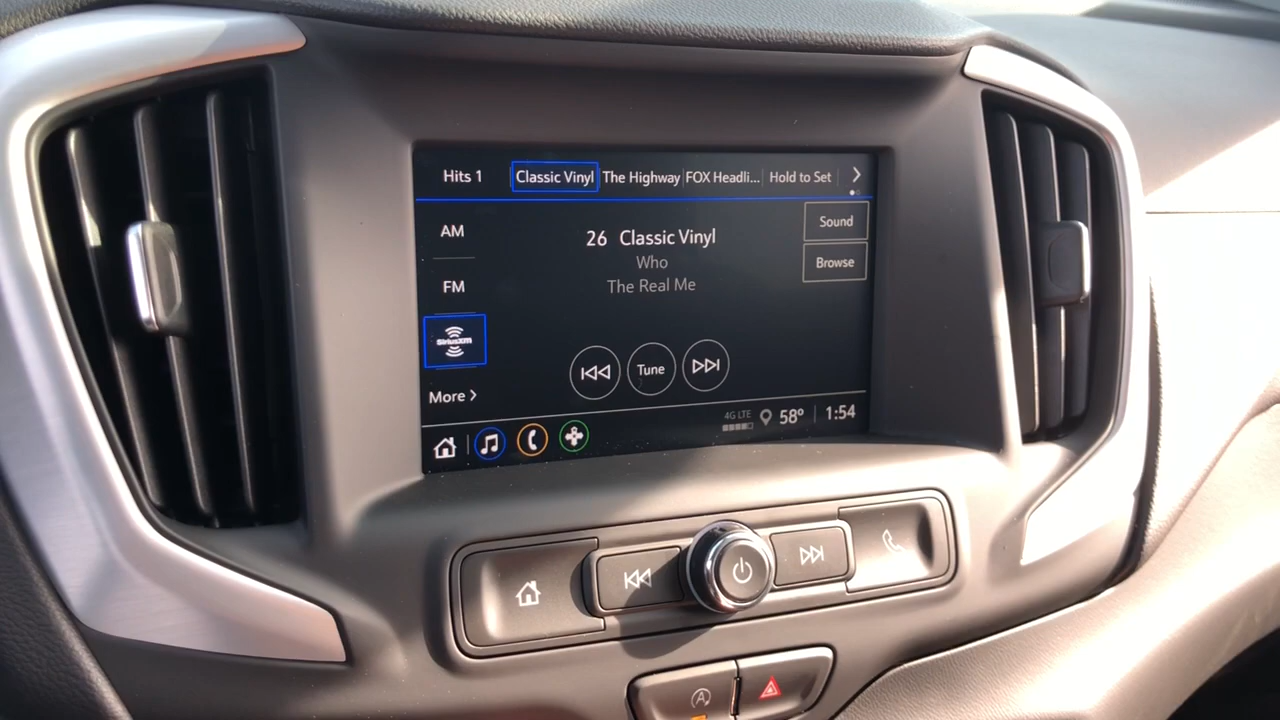 Hits 1
Classic Vinyl
The Highway
FOX Headli...
Hold to Set
AM
26 Classic Vinyl
Sound
Who
Browse
FM
The Real Me
SiriusXM
Tune
More
4G LTE
58°
1:54
A